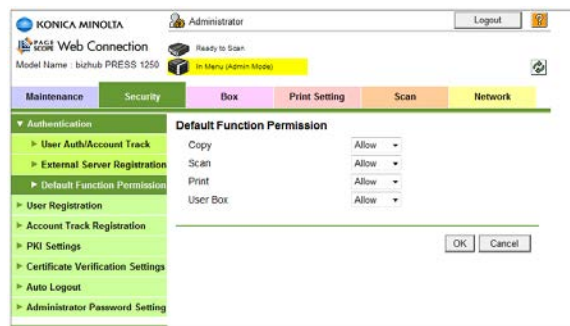 KONICA MINOLTA
Administrator
Logout
?
PAGE SCOPE Web Connection
Ready to Scan
Model Name : bizhub PRESS 1250
In Menu (Admin Mode)
Maintenance Security Box Print Setting Scan Network
▼ Authentication
Default Function Permission
User Auth/Account Track
Copy Allow
External Server Registration
Scan Allow
Default Function Permission
Print Allow
User Registration
User Box Allow
Account Track Registration
PKI Settings
OK Cancel
Certificate Verification Settings
Auto Logout
Administrator Password Setting